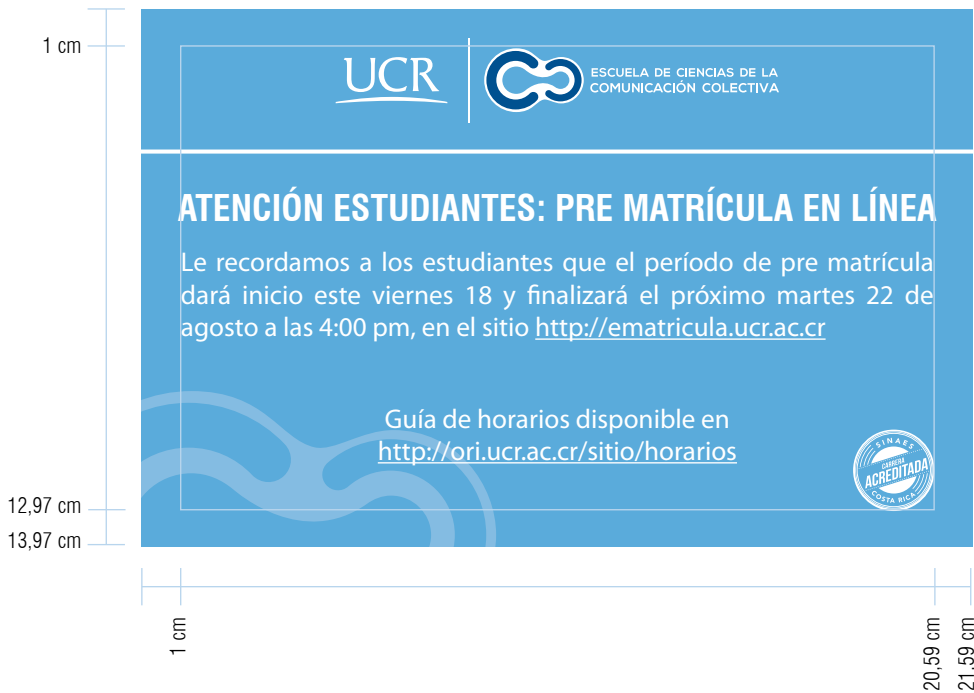 1 cm
UCR
ESCUELA DE CIENCIAS DE LA
COMUNICACIÓN COLECTIVA
ATENCIÓN ESTUDIANTES: PRE MATRÍCULA EN LÍNEA
Le recordamos a los estudiantes que el período de pre matrícula
dará inicio este viernes 18 y finalizará el próximo martes 22 de
agosto a las 4:00 pm, en el sitio http://ematricula.ucr.ac.cr
Guía de horarios disponible en
http://ori.ucr.ac.cr/sitio/horarios
SINAES
CARRERA
ACREDITADA
COSTA RICA
12,97 cm
13,97 cm
1 cm
20,59 cm
21,59 cm